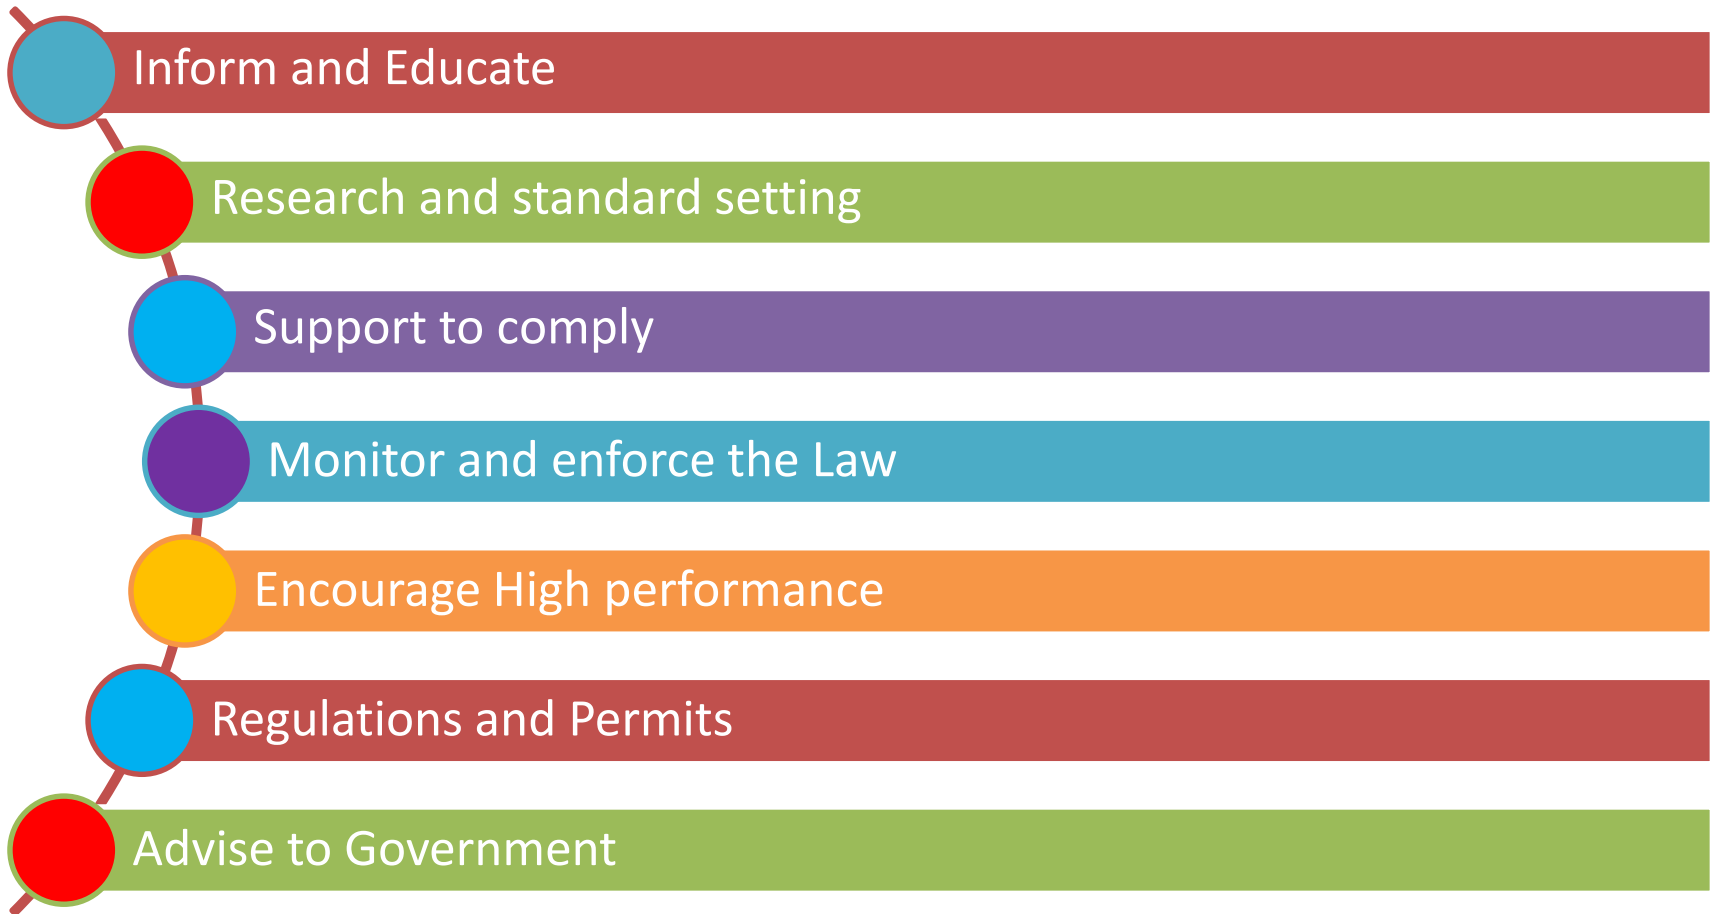 Inform and Educate
Research and standard setting
Support to comply
Monitor and enforce the Law
Encourage High performance
Regulations and Permits
Advise to Government